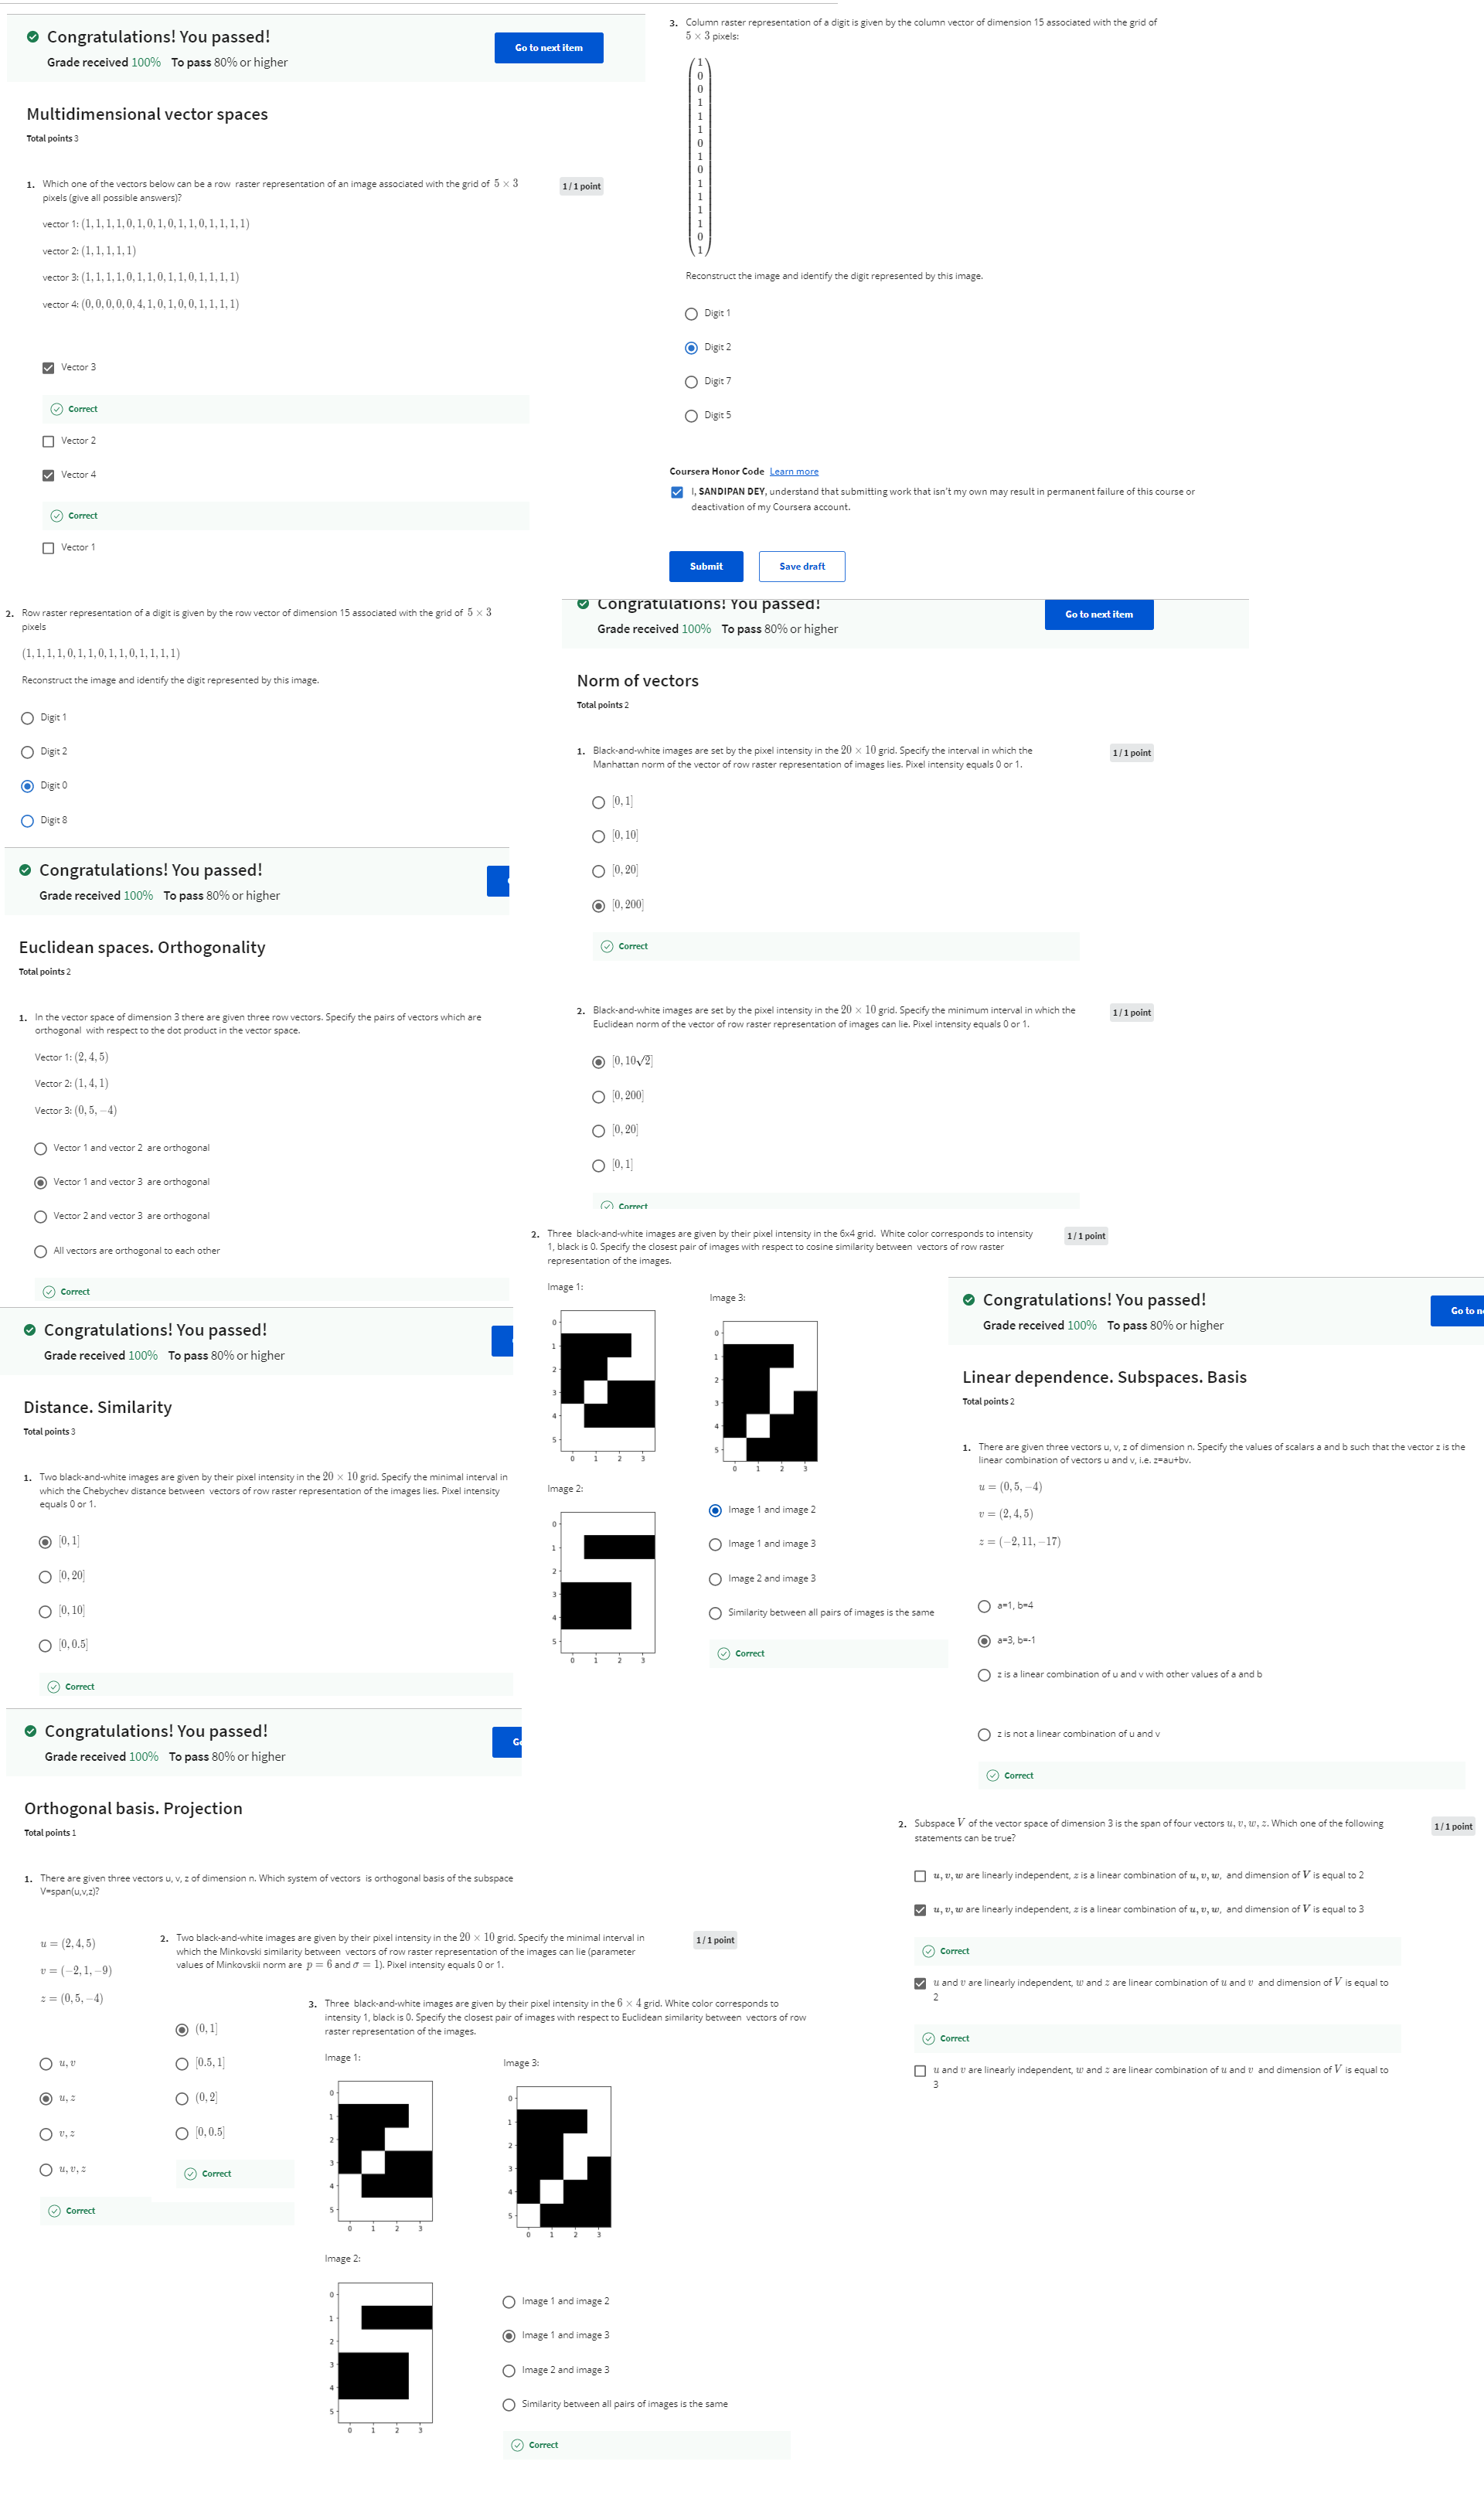 Congratulations! You passed!
Grade received 100% To pass 80% or higher
Go to next item
Multidimensional vector spaces
Total points 3
1. Which one of the vectors below can be a row raster representation of an image associated with the grid of 5 × 3
pixels (give all possible answers)?
1 / 1 point
vector 1: (1, 1, 1, 1, 0, 1, 0, 1, 0, 1, 1, 0, 1, 1, 1, 1)
vector 2: (1, 1, 1, 1, 1)
vector 3: (1, 1, 1, 1, 0, 1, 1, 0, 1, 1, 0, 1, 1, 1, 1)
vector 4: (0, 0, 0, 0, 0, 4, 1, 0, 1, 0, 0, 1, 1, 1, 1)
Vector 3
Correct
Vector 2
Vector 4
Correct
Vector 1
3. Column raster representation of a digit is given by the column vector of dimension 15 associated with the grid of
5 × 3 pixels:
1
0
0
1
1
1
0
1
0
1
1
1
1
0
1
Reconstruct the image and identify the digit represented by this image.
Digit 1
Digit 2
Digit 7
Digit 5
Coursera Honor Code Learn more
I, SANDIPAN DEY, understand that submitting work that isn't my own may result in permanent failure of this course or
deactivation of my Coursera account.
Submit
Save draft
2. Row raster representation of a digit is given by the row vector of dimension 15 associated with the grid of 5 × 3
pixels
(1, 1, 1, 1, 0, 1, 1, 0, 1, 1, 0, 1, 1, 1, 1)
Reconstruct the image and identify the digit represented by this image.
Digit 1
Digit 2
Digit 0
Digit 8
Congratulations! You passed!
Grade received 100% To pass 80% or higher
Go to next item
Norm of vectors
Total points 2
1. Black-and-white images are set by the pixel intensity in the 20 × 10 grid. Specify the interval in which the
Manhattan norm of the vector of row raster representation of images lies. Pixel intensity equals 0 or 1.
1 / 1 point
[0, 1]
[0, 10]
[0, 20]
[0, 200]
Correct
2. Black-and-white images are set by the pixel intensity in the 20 × 10 grid. Specify the minimum interval in which the
Euclidean norm of the vector of row raster representation of images can lie. Pixel intensity equals 0 or 1.
1 / 1 point
[0, 10√2]
[0, 200]
[0, 20]
[0, 1]
Correct
Congratulations! You passed!
Grade received 100% To pass 80% or higher
Euclidean spaces. Orthogonality
Total points 2
1. In the vector space of dimension 3 there are given three row vectors. Specify the pairs of vectors which are
orthogonal with respect to the dot product in the vector space.
Vector 1: (2, 4, 5)
Vector 2: (1, 4, 1)
Vector 3: (0, 5, −4)
Vector 1 and vector 2 are orthogonal
Vector 1 and vector 3 are orthogonal
Vector 2 and vector 3 are orthogonal
All vectors are orthogonal to each other
Correct
2. Three black-and-white images are given by their pixel intensity in the 6x4 grid. White color corresponds to intensity
1, black is 0. Specify the closest pair of images with respect to cosine similarity between vectors of row raster
representation of the images.
1 / 1 point
Image 1:
0
1
2
3
4
5
0 1 2 3
Image 3:
0
1
2
3
4
5
0 1 2 3
Image 2:
0
1
2
3
4
5
0 1 2 3
Image 1 and image 2
Image 1 and image 3
Image 2 and image 3
Similarity between all pairs of images is the same
Correct
Congratulations! You passed!
Grade received 100% To pass 80% or higher
Distance. Similarity
Total points 3
1. Two black-and-white images are given by their pixel intensity in the 20 × 10 grid. Specify the minimal interval in
which the Chebychev distance between vectors of row raster representation of the images lies. Pixel intensity
equals 0 or 1.
[0, 1]
[0, 20]
[0, 10]
[0, 0.5]
Correct
Congratulations! You passed!
Grade received 100% To pass 80% or higher
Go to n
Linear dependence. Subspaces. Basis
Total points 2
1. There are given three vectors u, v, z of dimension n. Specify the values of scalars a and b such that the vector z is the
linear combination of vectors u and v, i.e. z=au+bv.
u = (0, 5, −4)
v = (2, 4, 5)
z = (−2, 11, −17)
a=1, b=4
a=3, b=-1
z is a linear combination of u and v with other values of a and b
z is not a linear combination of u and v
Correct
2. Subspace V of the vector space of dimension 3 is the span of four vectors u, v, w, z. Which one of the following
statements can be true?
1 / 1 point
u, v, w are linearly independent, z is a linear combination of u, v, w, and dimension of V is equal to 2
u, v, w are linearly independent, z is a linear combination of u, v, w, and dimension of V is equal to 3
Correct
u and v are linearly independent, w and z are linear combination of u and v and dimension of V is equal to
2
Correct
u and v are linearly independent, w and z are linear combination of u and v and dimension of V is equal to
3
Congratulations! You passed!
Grade received 100% To pass 80% or higher
G
Orthogonal basis. Projection
Total points 1
1. There are given three vectors u, v, z of dimension n. Which system of vectors is orthogonal basis of the subspace
V=span(u,v,z)?
u = (2, 4, 5)
v = (−2, 1, −9)
z = (0, 5, −4)
u, v
u, z
v, z
u, v, z
Correct
2. Two black-and-white images are given by their pixel intensity in the 20 × 10 grid. Specify the minimal interval in
which the Minkovski similarity between vectors of row raster representation of the images can lie (parameter
values of Minkovskii norm are p = 6 and σ = 1). Pixel intensity equals 0 or 1.
1 / 1 point
(0, 1]
[0.5, 1]
(0, 2]
[0, 0.5]
Correct
3. Three black-and-white images are given by their pixel intensity in the 6 × 4 grid. White color corresponds to
intensity 1, black is 0. Specify the closest pair of images with respect to Euclidean similarity between vectors of row
raster representation of the images.
Image 1:
0
1
2
3
4
5
0 1 2 3
Image 3:
0
1
2
3
4
5
0 1 2 3
Image 2:
0
1
2
3
4
5
0 1 2 3
Image 1 and image 2
Image 1 and image 3
Image 2 and image 3
Similarity between all pairs of images is the same
Correct